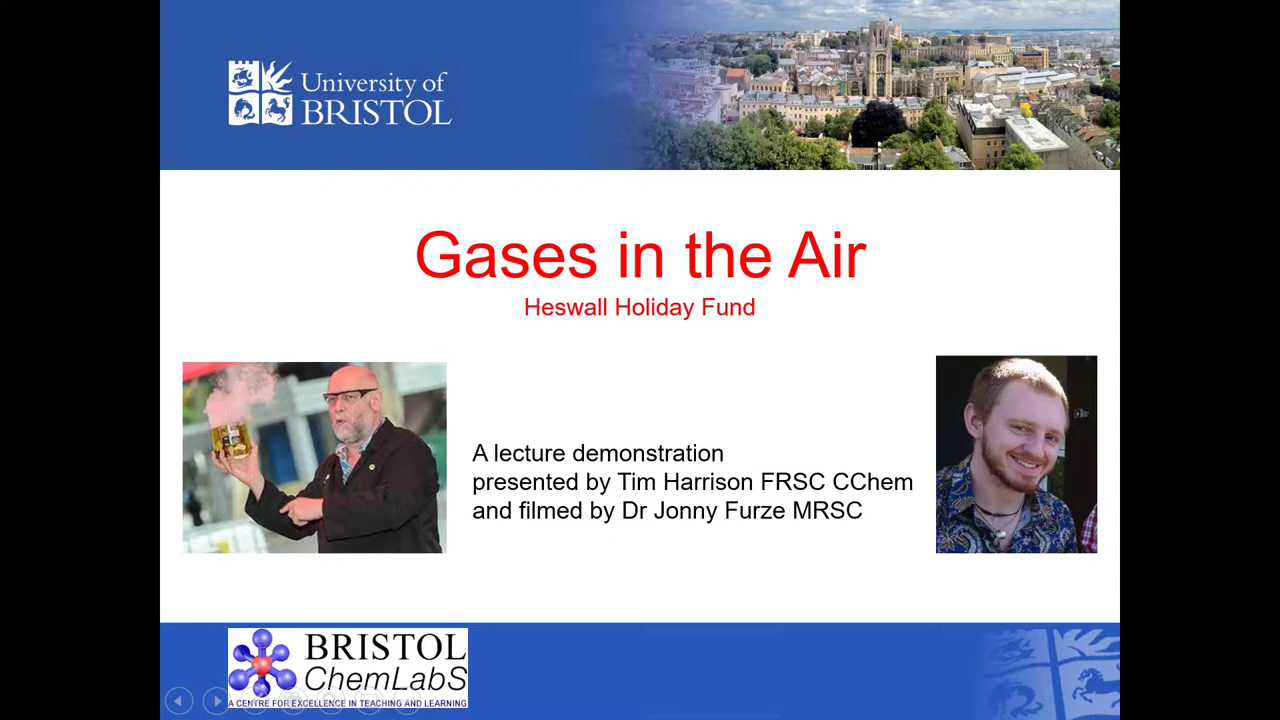 University of
BRISTOL
Gases in the Air
Heswall Holiday Fund
A lecture demonstration
presented by Tim Harrison FRSC CChem
and filmed by Dr Jonny Furze MRSC
BRISTOL
ChemLabS
A CENTRE FOR EXCELLENCE IN TEACHING AND LEARNING